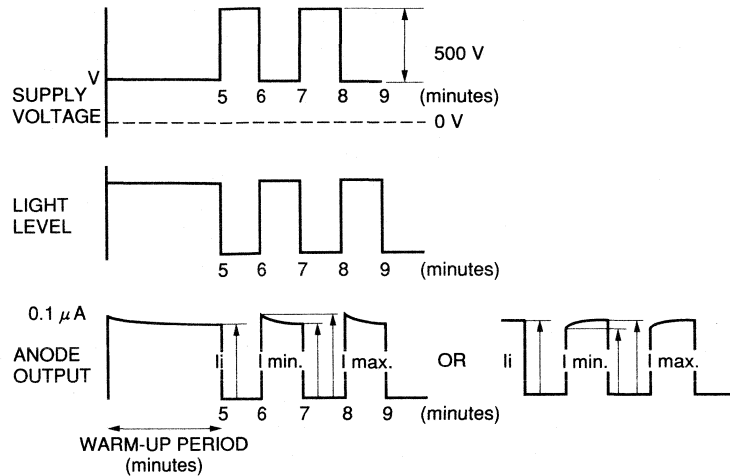 500 V
V
SUPPLY
VOLTAGE
5 6 7 8 9 (minutes)
0 V
LIGHT
LEVEL
5 6 7 8 9 (minutes)
0.1 μA
ANODE
OUTPUT
Ii I min. I max. OR Ii I min. I max.
5 6 7 8 9 (minutes)
WARM-UP PERIOD
(minutes)